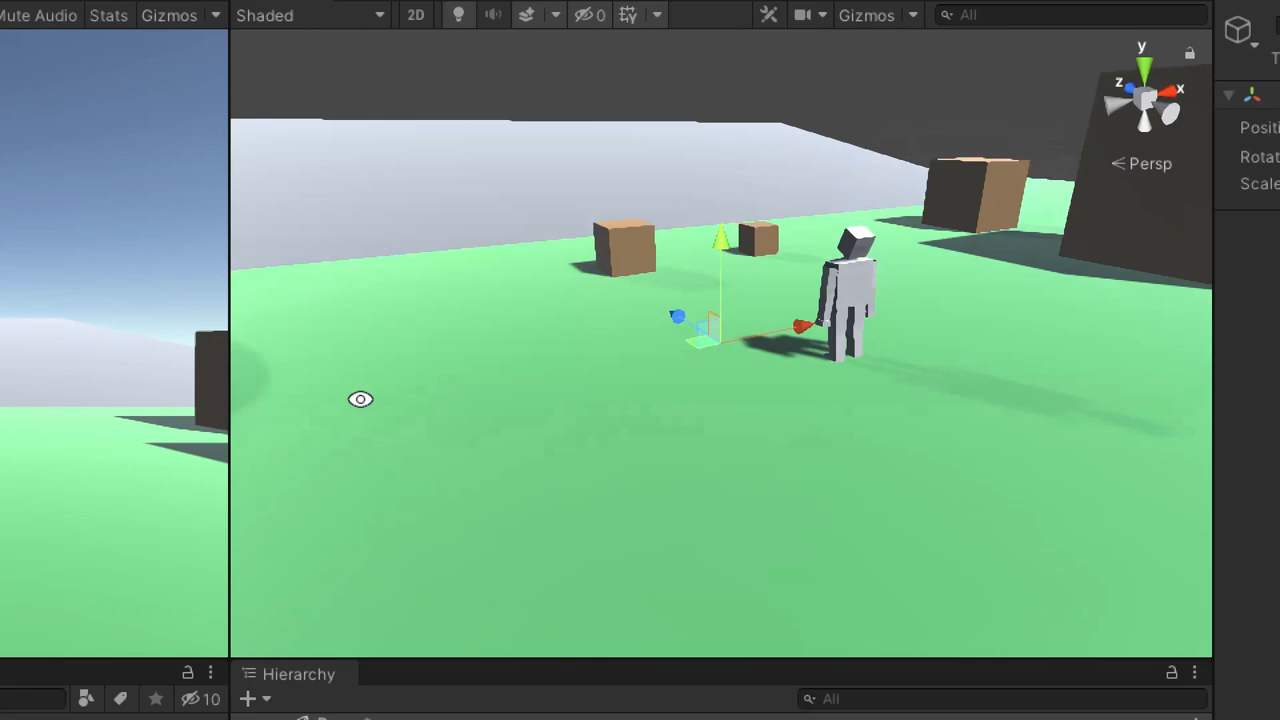 Mute Audio Stats Gizmos
Shaded 2D 0 Gizmos All
y
z x
Persp
Positi
Rotat
Scale
Hierarchy
10 All